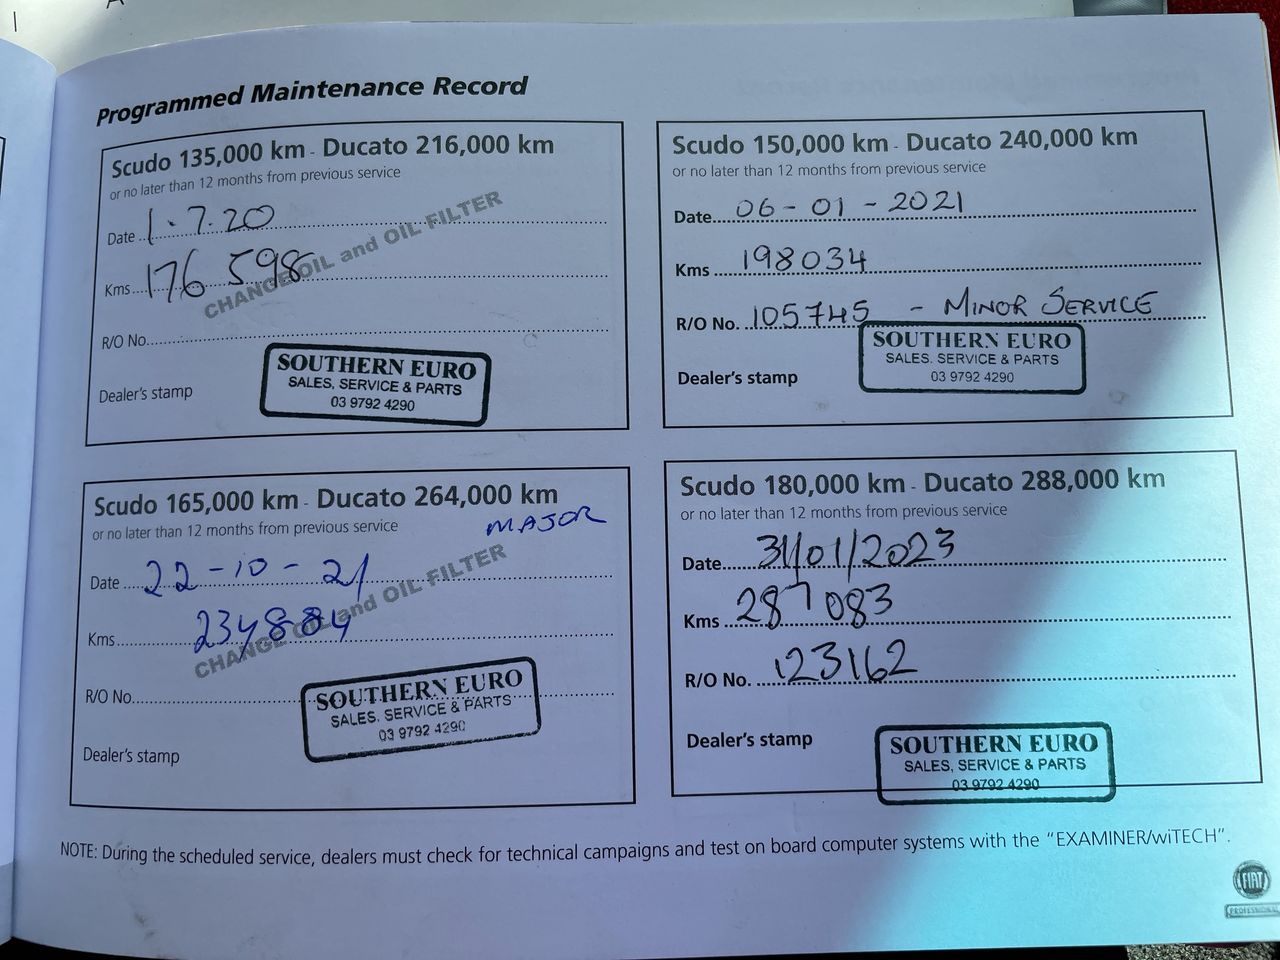 Programmed Maintenance Record
Scudo 135,000 km - Ducato 216,000 km
or no later than 12 months from previous service
Date 1.7.20
Kms 176 598
CHANGE OIL and OIL FILTER
R/O No.
Dealer's stamp
SOUTHERN EURO
SALES, SERVICE & PARTS
03 9792 4290
Scudo 150,000 km - Ducato 240,000 km
or no later than 12 months from previous service
Date 06-01-2021
Kms 198034
R/O No. 105745 - MINOR SERVICE
Dealer's stamp
SOUTHERN EURO
SALES, SERVICE & PARTS
03 9792 4290
Scudo 165,000 km - Ducato 264,000 km
or no later than 12 months from previous service
MAJOR
Date 22-10-21
Kms 234884
CHANGE OIL and OIL FILTER
R/O No.
Dealer's stamp
SOUTHERN EURO
SALES, SERVICE & PARTS
03 9792 4290
Scudo 180,000 km - Ducato 288,000 km
or no later than 12 months from previous service
Date 31/01/2023
Kms 287 083
R/O No. 123162
Dealer's stamp
SOUTHERN EURO
SALES, SERVICE & PARTS
03 9792 4290
NOTE: During the scheduled service, dealers must check for technical campaigns and test on board computer systems with the "EXAMINER/wiTECH".
FIAT
PROFESSIONAL